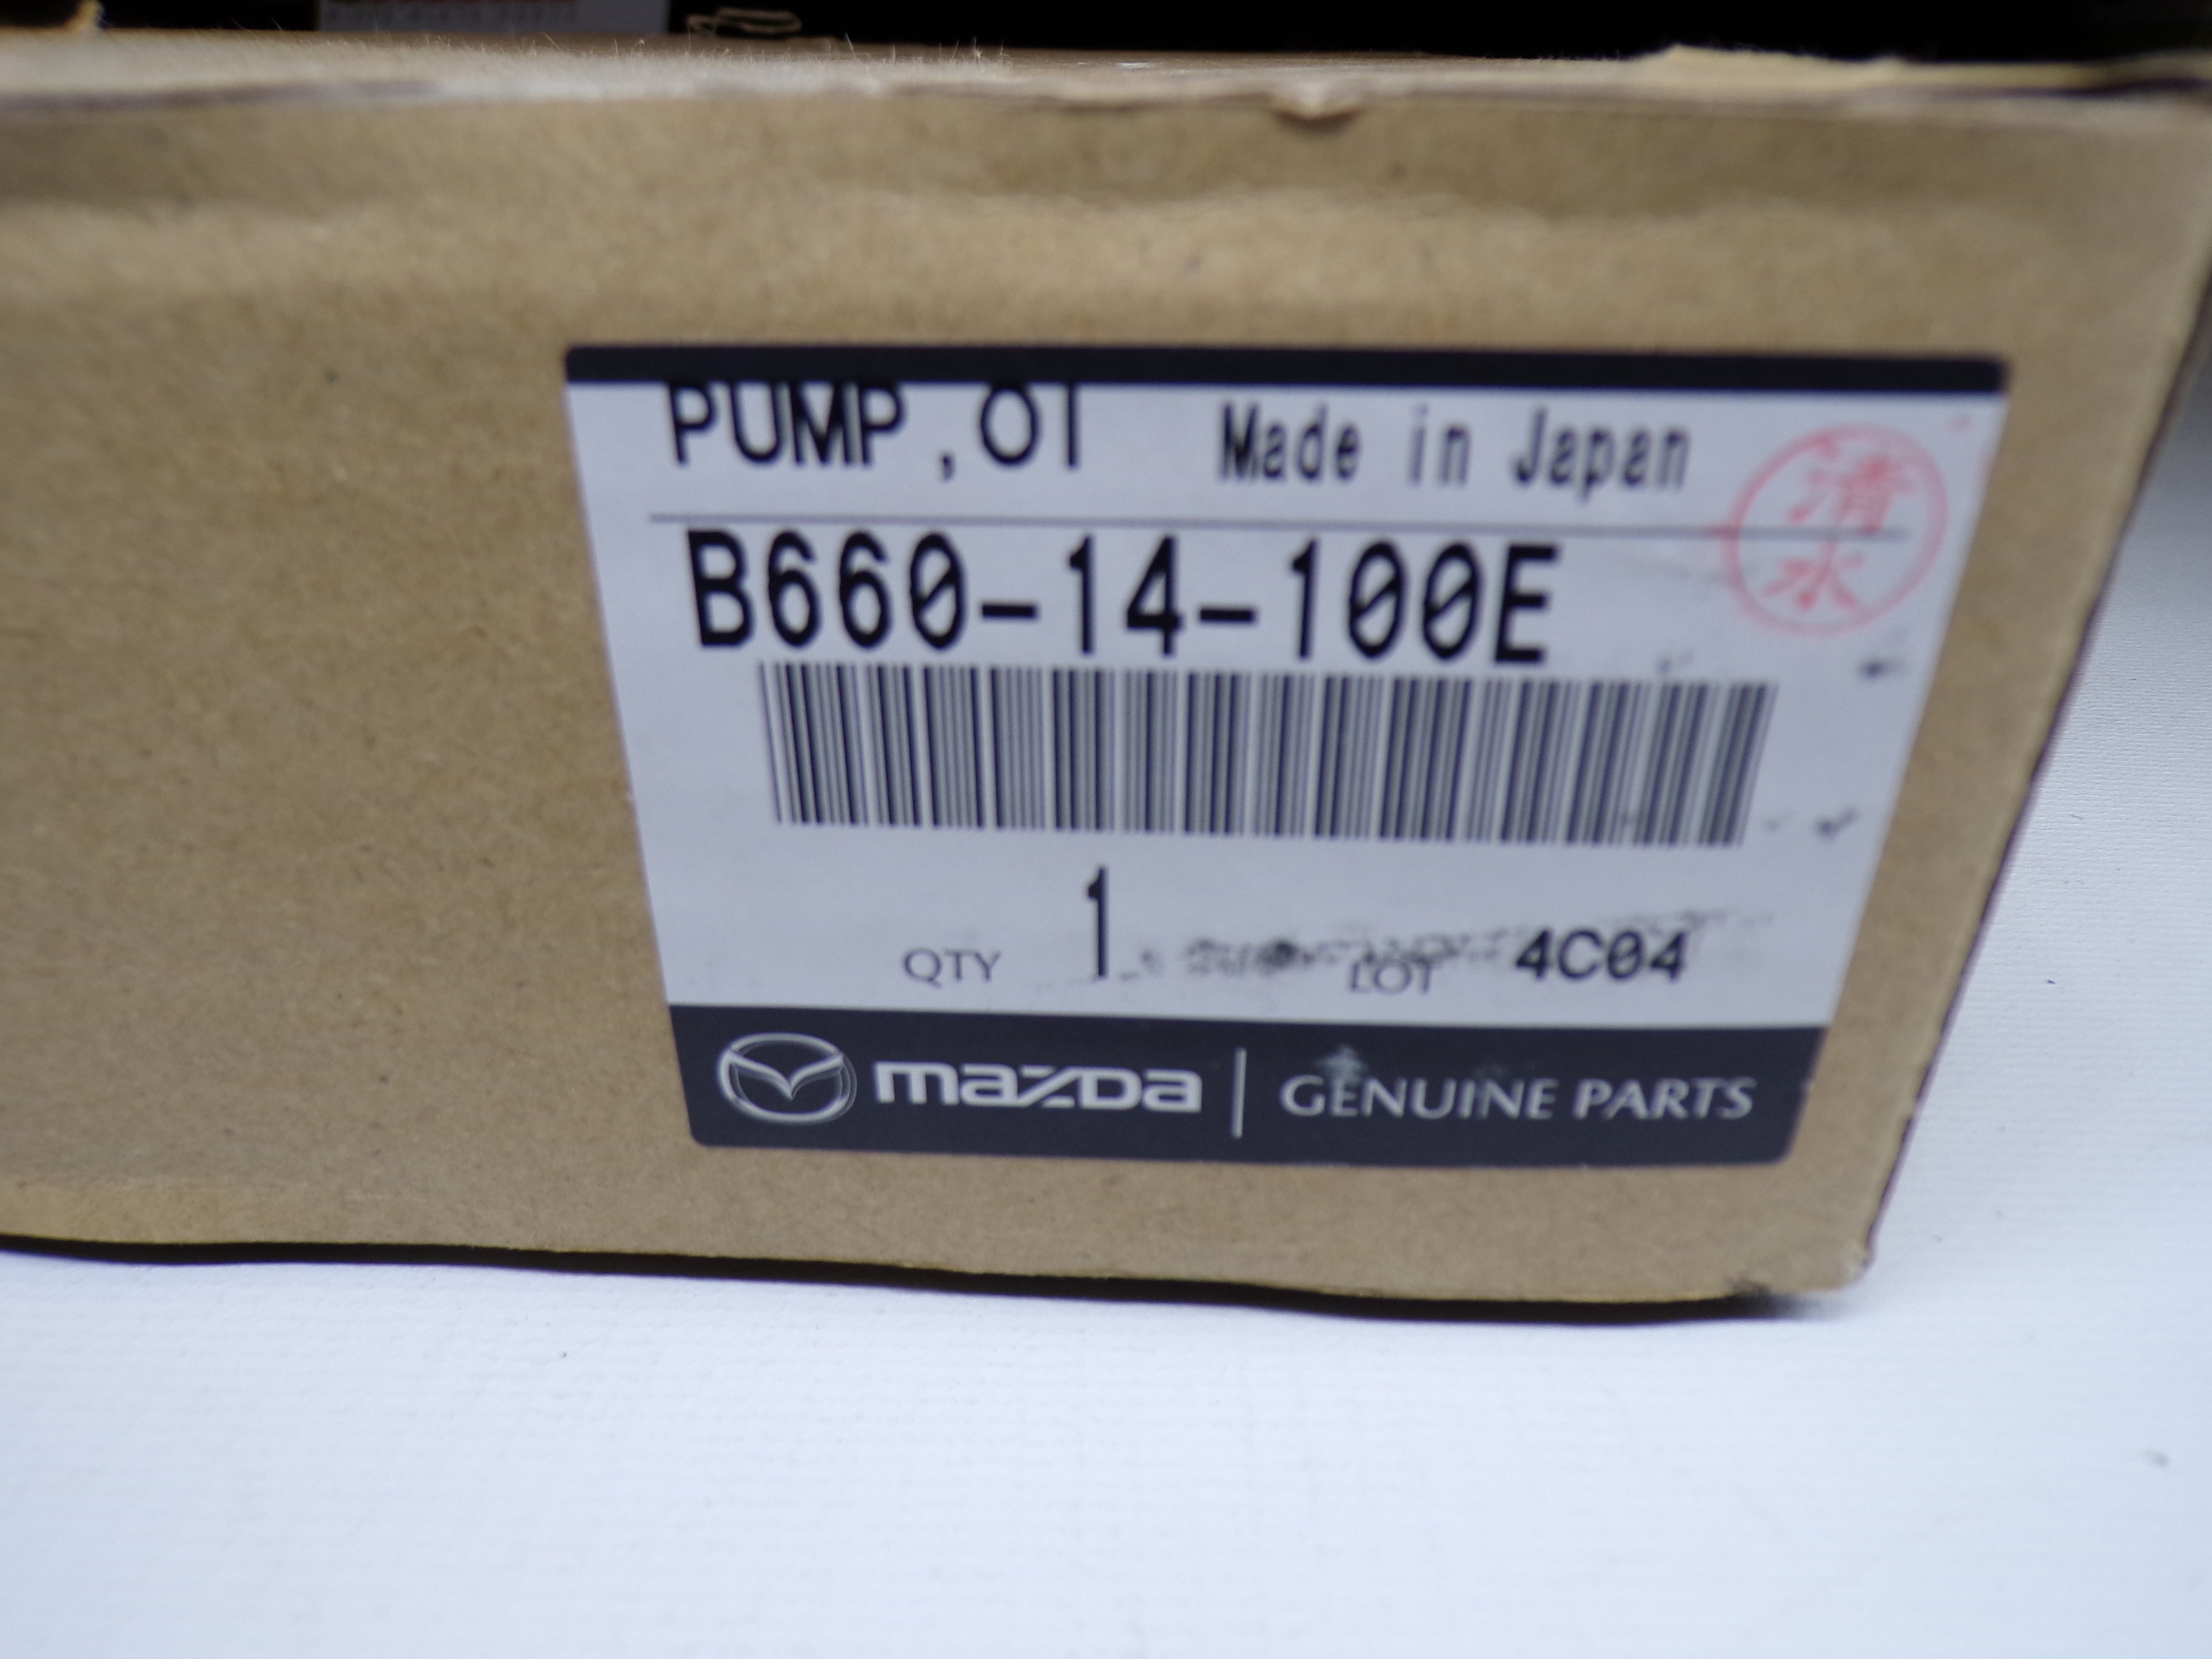 PUMP,OI Made in Japan
清水
B660-14-100E
QTY 1 LOT 4C04
mazda | GENUINE PARTS